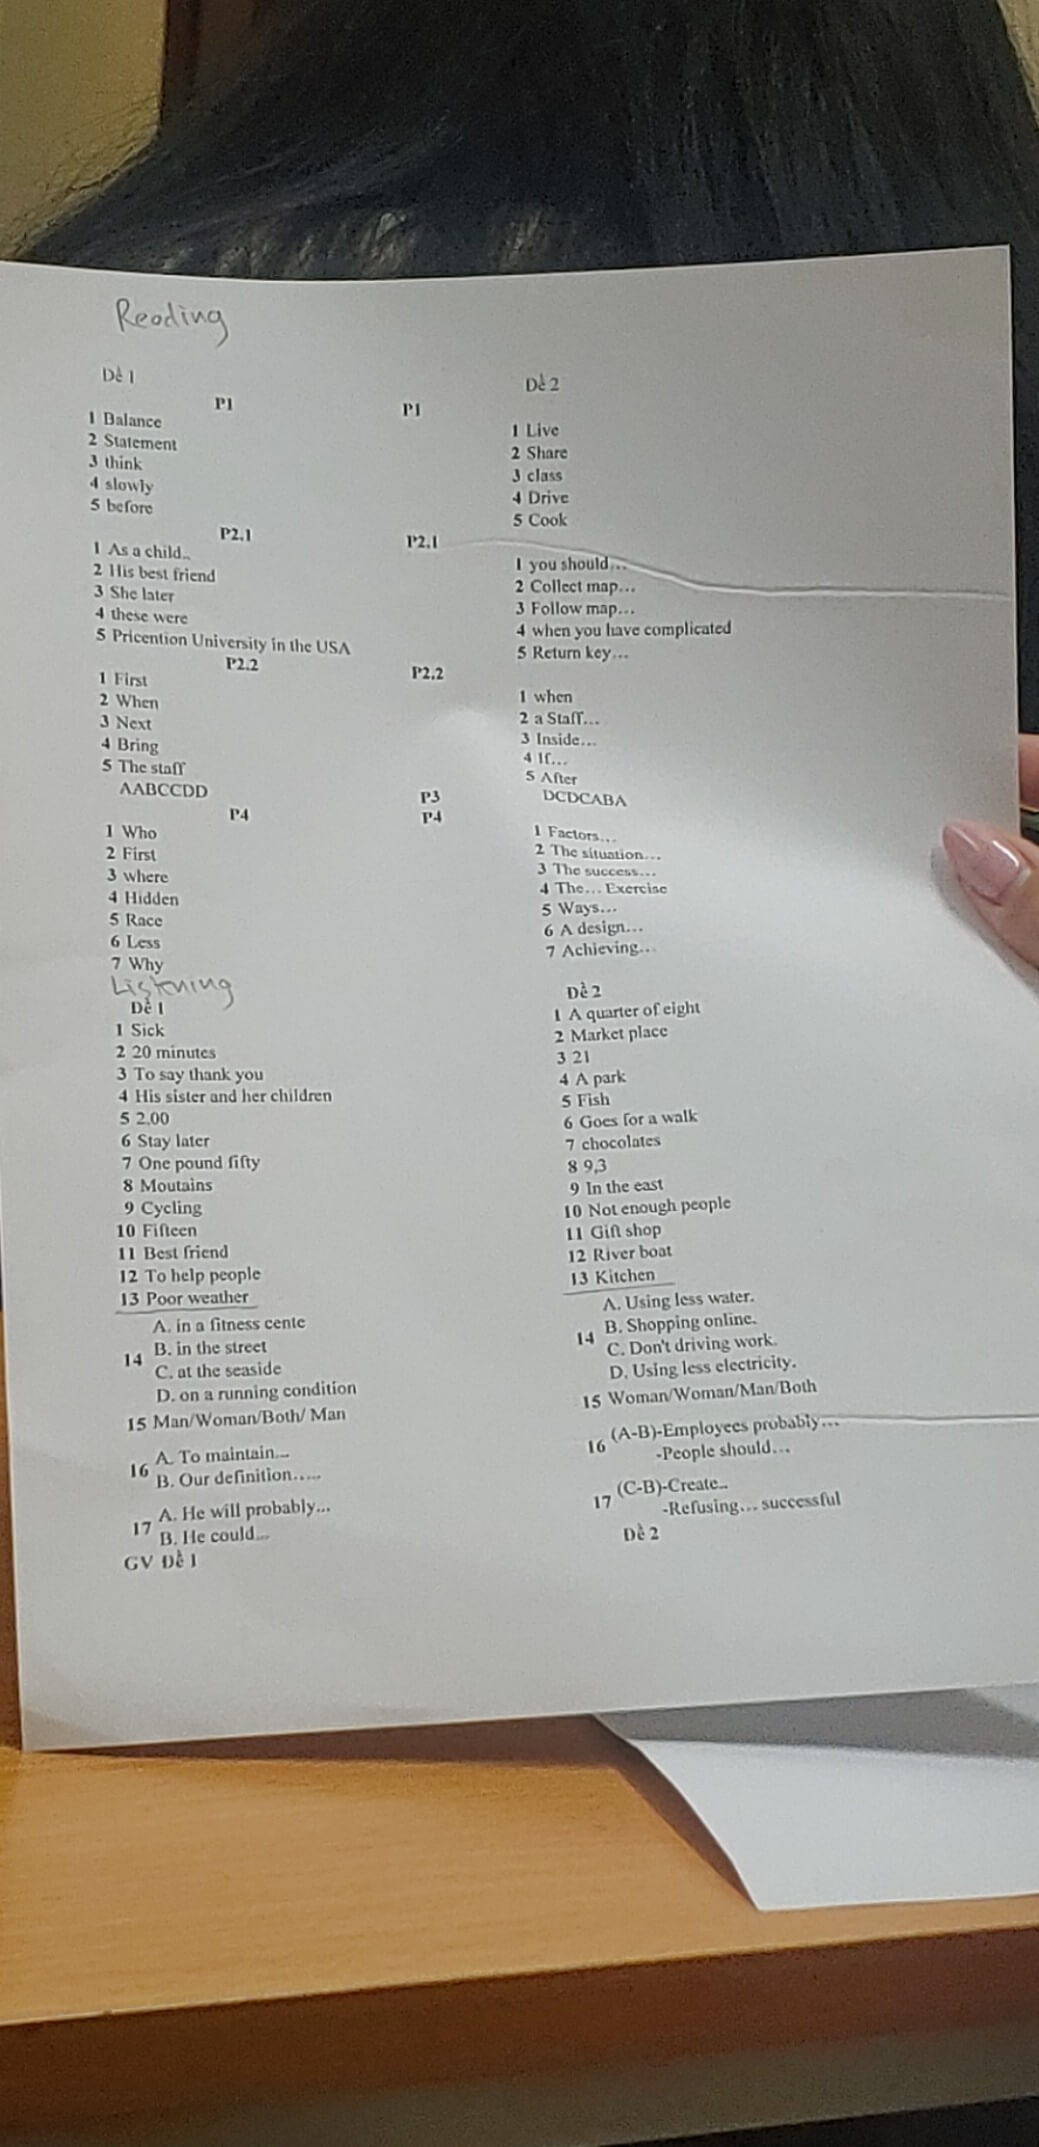 Reading
Dè 1
P1
1 Balance
2 Statement
3 think
4 slowly
5 before
P2.1
1 As a child..
2 His best friend
3 She later
4 these were
5 Pricention University in the USA
P2.2
1 First
2 When
3 Next
4 Bring
5 The staff
AABCCDD
P4
1 Who
2 First
3 where
4 Hidden
5 Race
6 Less
7 Why
Dè 2
P1
1 Live
2 Share
3 class
4 Drive
5 Cook
P2.1
1 you should...
2 Collect map...
3 Follow map...
4 when you have complicated
5 Return key...
P2.2
1 when
2 a Staff...
3 Inside...
4 If...
5 After
P3
DCDCABA
P4
1 Factors...
2 The situation...
3 The success...
4 The... Exercise
5 Ways...
6 A design...
7 Achieving...
Listening
Dè 1
1 Sick
2 20 minutes
3 To say thank you
4 His sister and her children
5 2.00
6 Stay later
7 One pound fifty
8 Moutains
9 Cycling
10 Fifteen
11 Best friend
12 To help people
13 Poor weather
14
A. in a fitness cente
B. in the street
C. at the seaside
D. on a running condition
15 Man/Woman/Both/ Man
16
A. To maintain...
B. Our definition.....
17
A. He will probably...
B. He could...
GV Đè 1
Dè 2
1 A quarter of eight
2 Market place
3 21
4 A park
5 Fish
6 Goes for a walk
7 chocolates
8 9,3
9 In the east
10 Not enough people
11 Gift shop
12 River boat
13 Kitchen
14
A. Using less water.
B. Shopping online.
C. Don't driving work.
D. Using less electricity.
15 Woman/Woman/Man/Both
16
(A-B)-Employees probably...
-People should...
17
(C-B)-Create...
-Refusing... successful
Dè 2